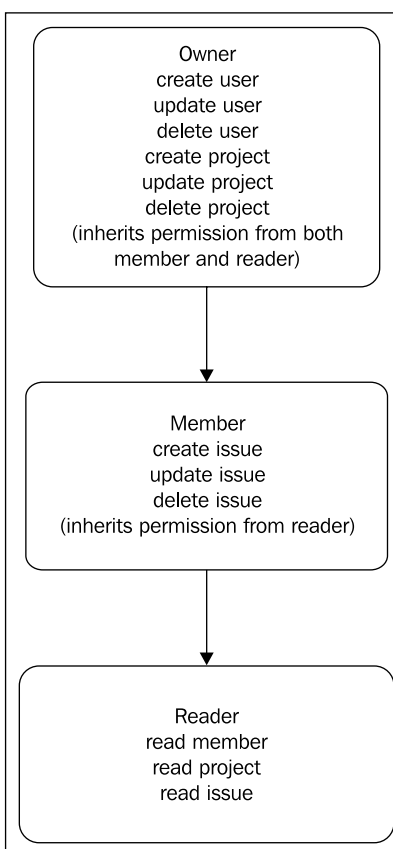 Owner
create user
update user
delete user
create project
update project
delete project
(inherits permission from both
member and reader)
Member
create issue
update issue
delete issue
(inherits permission from reader)
Reader
read member
read project
read issue